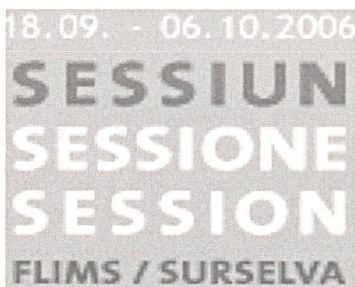 18.09. - 06.10.2006
SESSIUN
SESSIONE
SESSION
FLIMS / SURSELVA